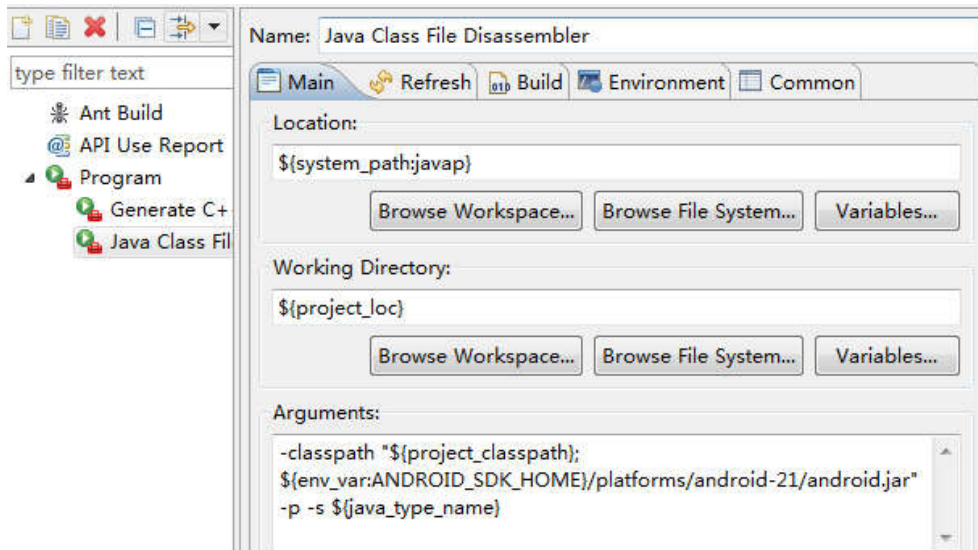 Name: Java Class File Disassembler
type filter text
Main Refresh Build Environment Common
Ant Build
API Use Report
Program
Generate C+
Java Class Fil
Location:
${system_path:javap}
Browse Workspace... Browse File System... Variables...
Working Directory:
${project_loc}
Browse Workspace... Browse File System... Variables...
Arguments:
-classpath "${project_classpath};
${env_var:ANDROID_SDK_HOME}/platforms/android-21/android.jar"
-p -s ${java_type_name}